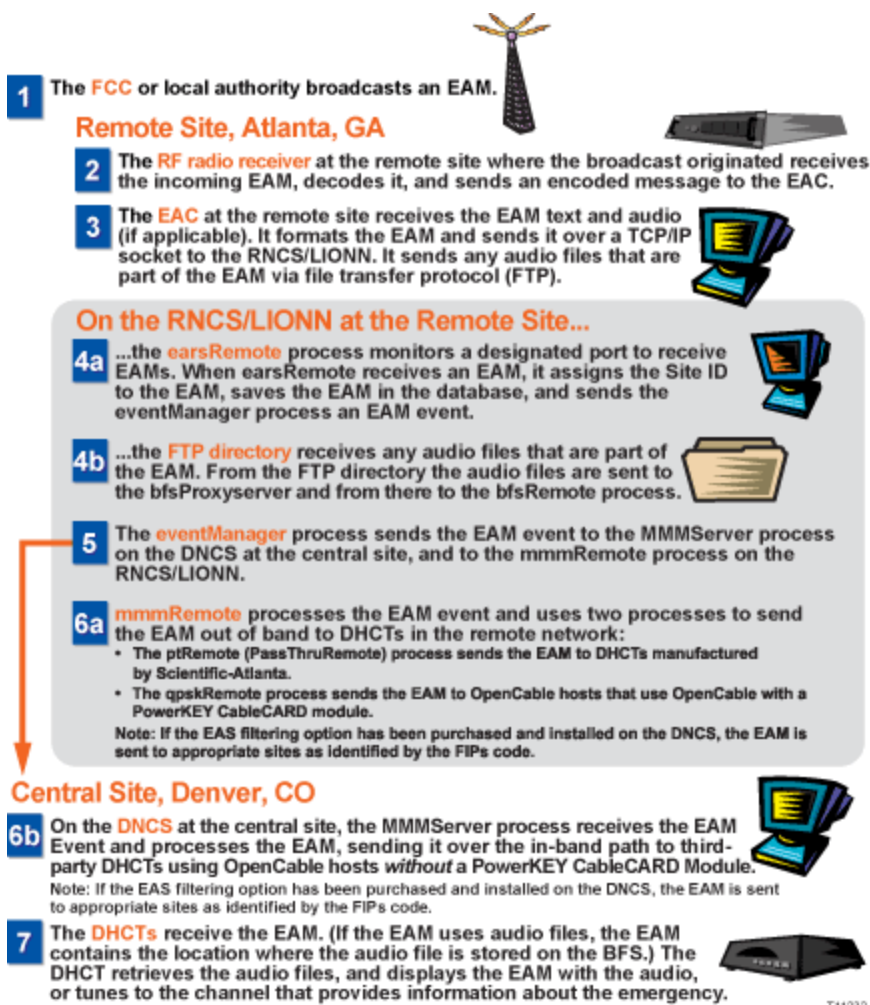 1
The FCC or local authority broadcasts an EAM.
Remote Site, Atlanta, GA
2
The RF radio receiver at the remote site where the broadcast originated receives
the incoming EAM, decodes it, and sends an encoded message to the EAC.
3
The EAC at the remote site receives the EAM text and audio
(if applicable). It formats the EAM and sends it over a TCP/IP
socket to the RNCS/LIONN. It sends any audio files that are
part of the EAM via file transfer protocol (FTP).
On the RNCS/LIONN at the Remote Site...
4a
...the earsRemote process monitors a designated port to receive
EAMs. When earsRemote receives an EAM, it assigns the Site ID
to the EAM, saves the EAM in the database, and sends the
eventManager process an EAM event.
4b
...the FTP directory receives any audio files that are part of
the EAM. From the FTP directory the audio files are sent to
the bfsProxyserver and from there to the bfsRemote process.
5
The eventManager process sends the EAM event to the MMMServer process
on the DNCS at the central site, and to the mmmRemote process on the
RNCS/LIONN.
6a
mmmRemote processes the EAM event and uses two processes to send
the EAM out of band to DHCTs in the remote network:
• The ptRemote (PassThruRemote) process sends the EAM to DHCTs manufactured
by Scientific-Atlanta.
• The qpskRemote process sends the EAM to OpenCable hosts that use OpenCable with a
PowerKEY CableCARD module.
Note: If the EAS filtering option has been purchased and installed on the DNCS, the EAM is
sent to appropriate sites as identified by the FIPs code.
Central Site, Denver, CO
6b
On the DNCS at the central site, the MMMServer process receives the EAM
Event and processes the EAM, sending it over the in-band path to third-
party DHCTs using OpenCable hosts without a PowerKEY CableCARD Module.
Note: If the EAS filtering option has been purchased and installed on the DNCS, the EAM is sent
to appropriate sites as identified by the FIPs code.
7
The DHCTs receive the EAM. (If the EAM uses audio files, the EAM
contains the location where the audio file is stored on the BFS.) The
DHCT retrieves the audio files, and displays the EAM with the audio,
or tunes to the channel that provides information about the emergency.